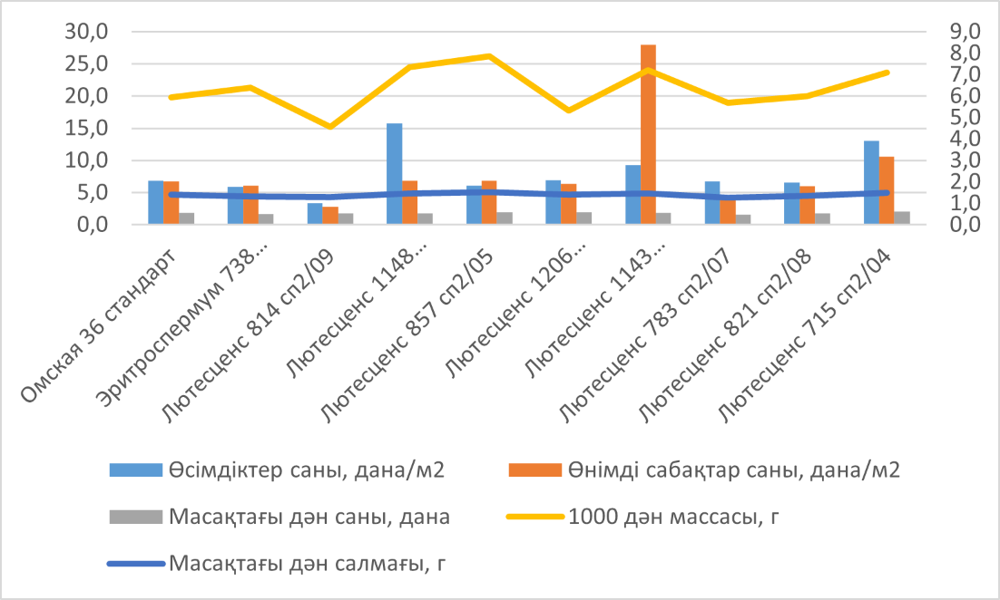 30,0
25,0
20,0
15,0
10,0
5,0
0,0
9,0
8,0
7,0
6,0
5,0
4,0
3,0
2,0
1,0
0,0
Омская 36 стандарт
Эритроспермум 738...
Лютесценс 814 сп2/09
Лютесценс 1148...
Лютесценс 857 сп2/05
Лютесценс 1206...
Лютесценс 1143...
Лютесценс 783 сп2/07
Лютесценс 821 сп2/08
Лютесценс 715 сп2/04
Өсімдіктер саны, дана/м2
Өнімді сабақтар саны, дана/м2
Масақтағы дән саны, дана
1000 дән массасы, г
Масақтағы дән салмағы, г